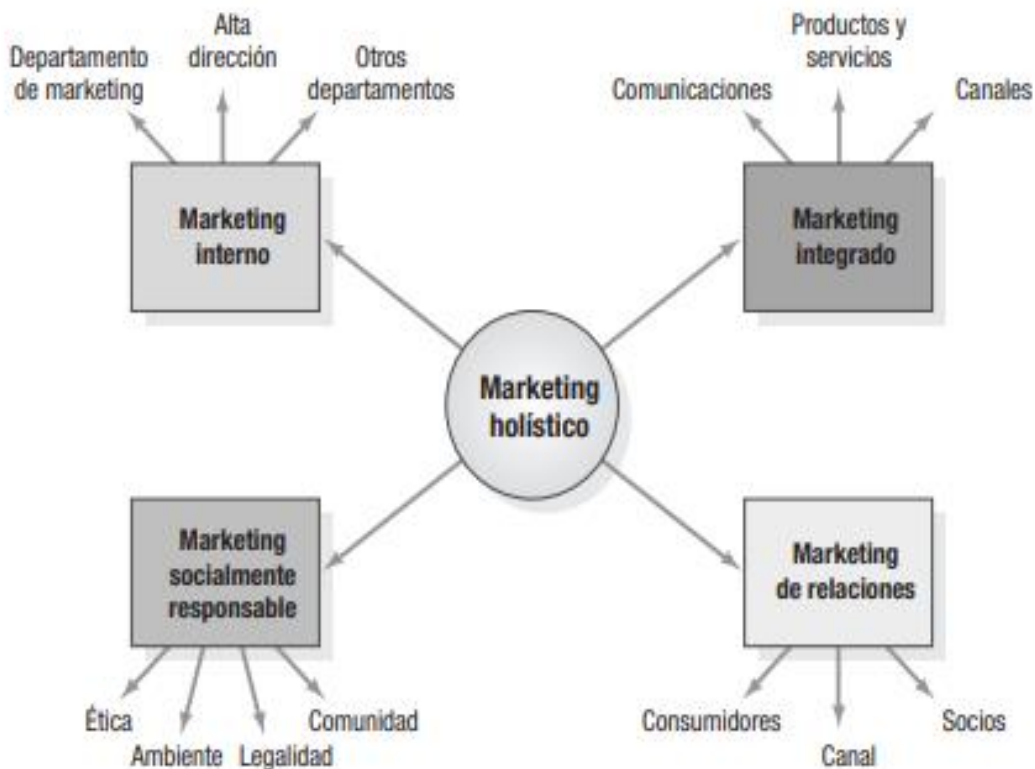 Departamento
de marketing
Alta
dirección
Otros
departamentos
Marketing
interno
Comunicaciones
Productos y
servicios
Canales
Marketing
integrado
Marketing
holístico
Marketing
socialmente
responsable
Ética
Ambiente
Legalidad
Comunidad
Marketing
de relaciones
Consumidores
Canal
Socios